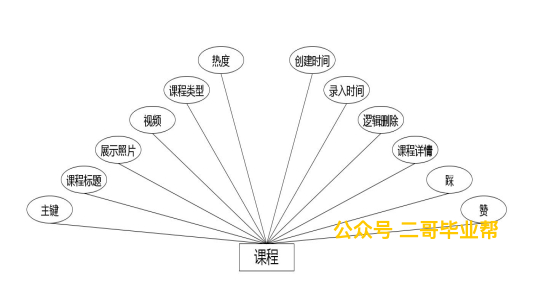 热度
创建时间
课程类型
录入时间
视频
逻辑删除
展示照片
课程详情
课程标题
踩
主键
赞
公众号 二哥毕业帮
课程